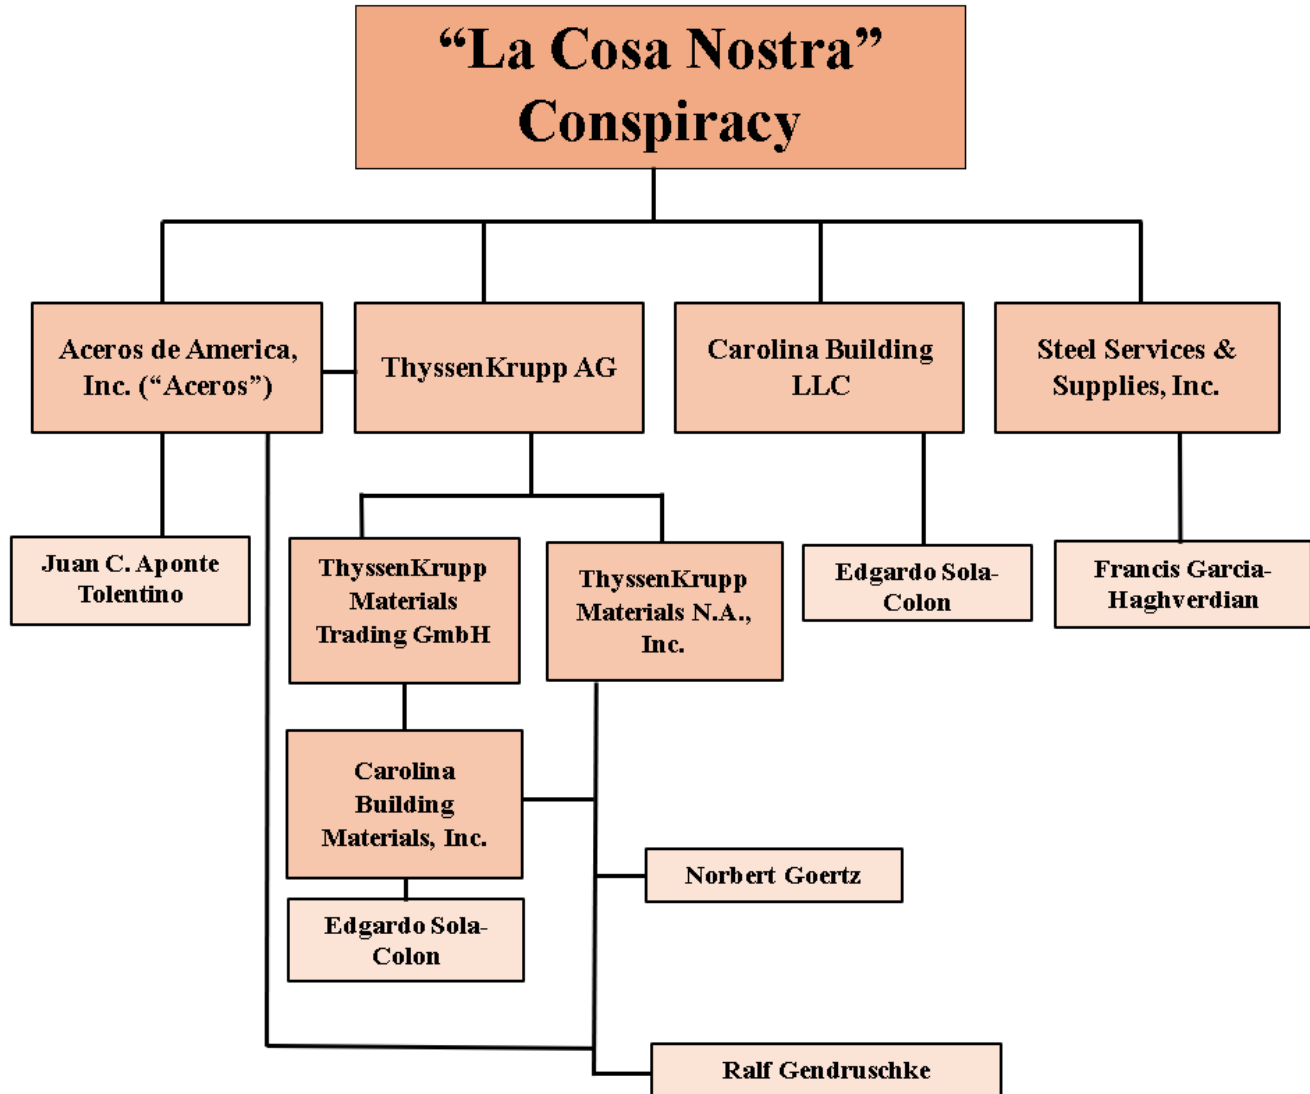 “La Cosa Nostra”
Conspiracy
Aceros de America,
Inc. (“Aceros”)
ThyssenKrupp AG
Carolina Building
LLC
Steel Services &
Supplies, Inc.
Juan C. Aponte
Tolentino
ThyssenKrupp
Materials
Trading GmbH
ThyssenKrupp
Materials N.A.,
Inc.
Edgardo Sola-
Colon
Francis Garcia-
Haghverdian
Carolina
Building
Materials, Inc.
Norbert Goertz
Edgardo Sola-
Colon
Ralf Gendruschke